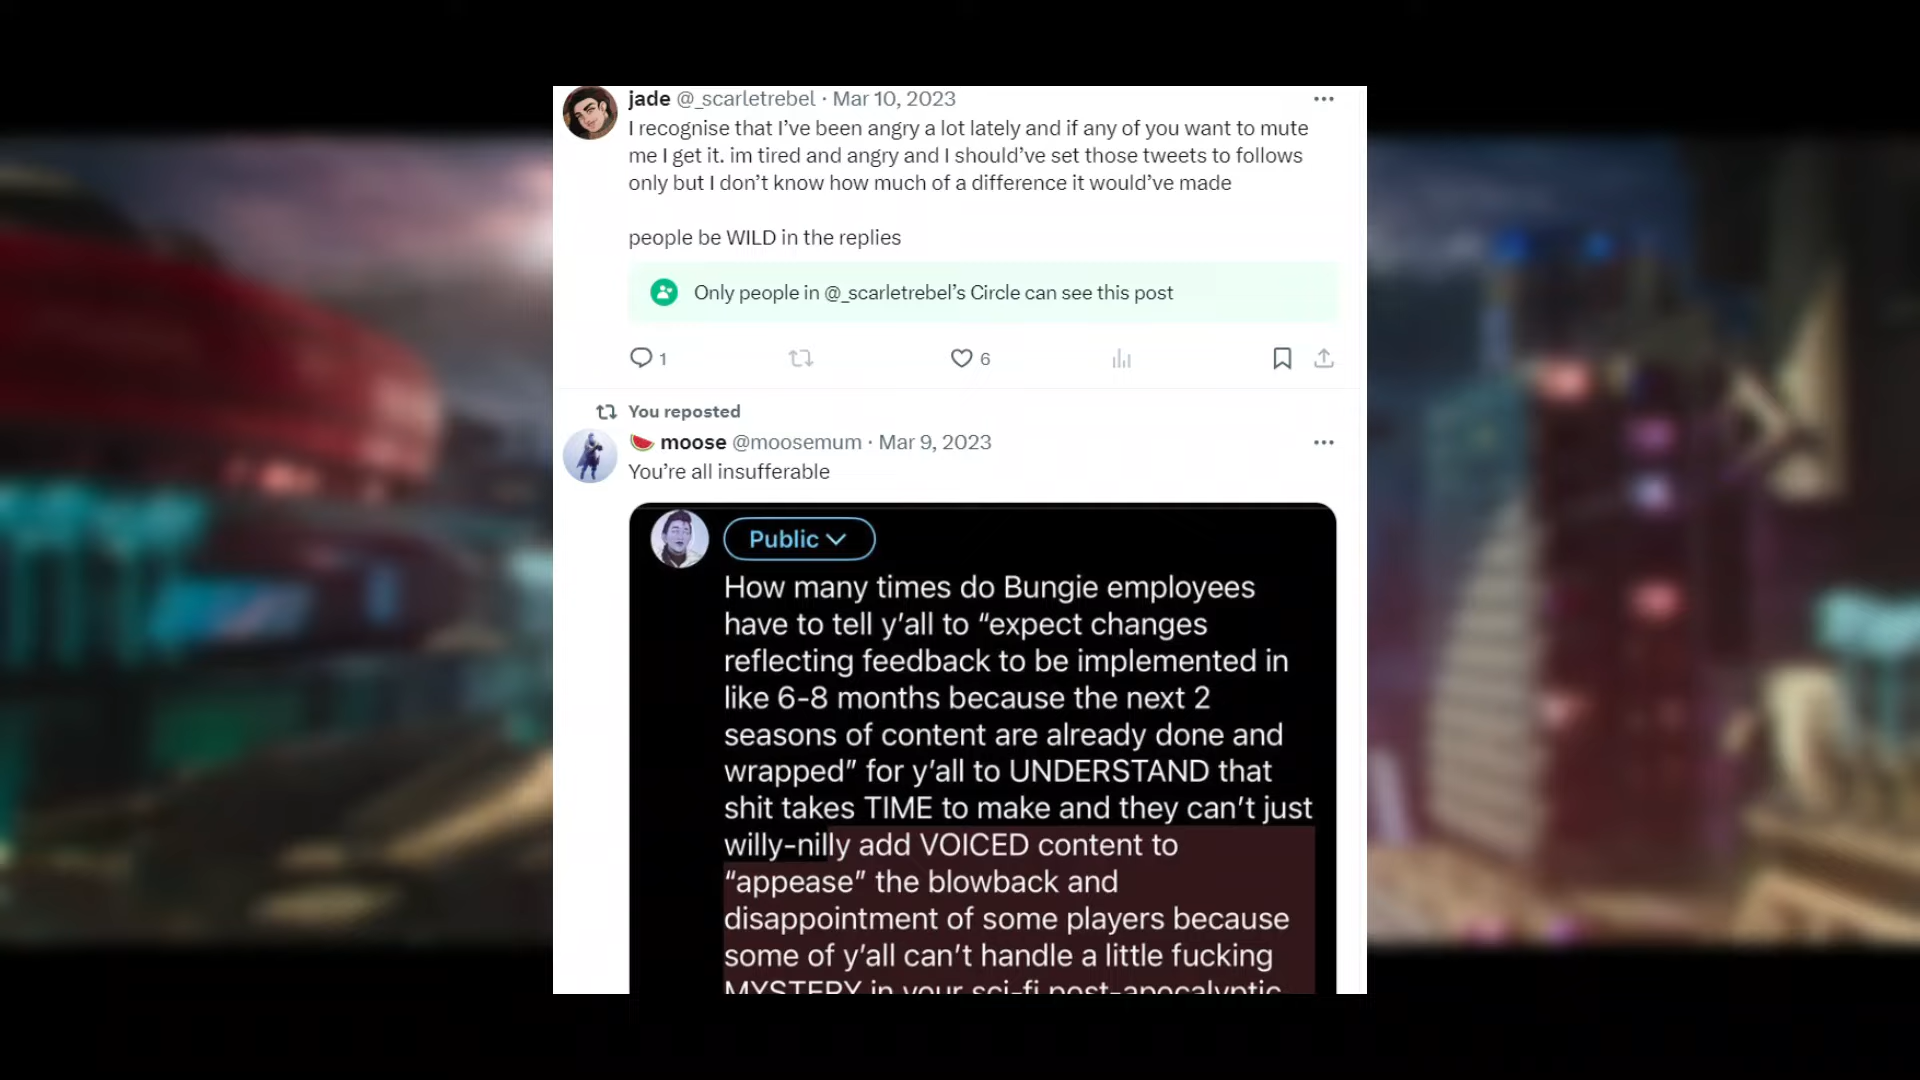 jade @_scarletrebel · Mar 10, 2023
I recognise that I've been angry a lot lately and if any of you want to mute
me I get it. im tired and angry and I should've set those tweets to follows
only but I don't know how much of a difference it would've made
people be WILD in the replies
Only people in @_scarletrebel's Circle can see this post
1 6
You reposted
moose @moosemum · Mar 9, 2023
You're all insufferable
Public
How many times do Bungie employees
have to tell y'all to “expect changes
reflecting feedback to be implemented in
like 6-8 months because the next 2
seasons of content are already done and
wrapped” for y'all to UNDERSTAND that
shit takes TIME to make and they can't just
willy-nilly add VOICED content to
“appease” the blowback and
disappointment of some players because
some of y'all can't handle a little fucking
MYSTERY in your sci-fi post-apocalyptic